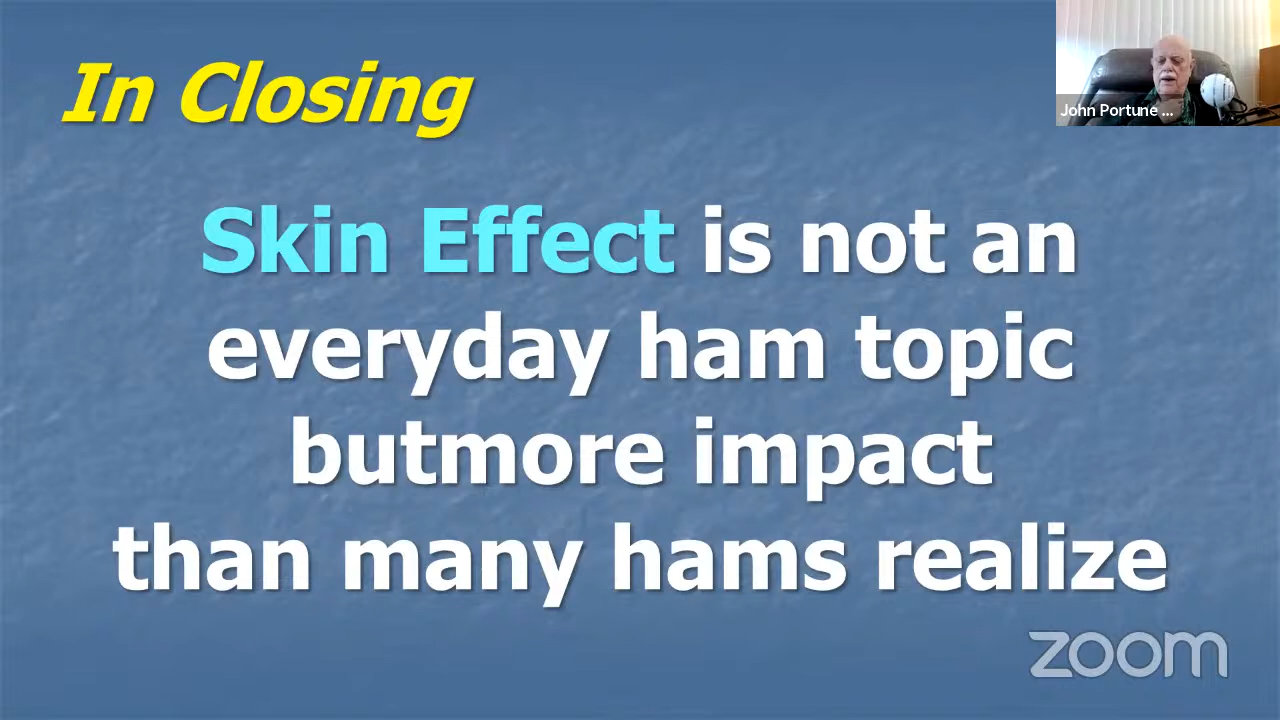 In Closing
John Portune ...
Skin Effect is not an
everyday ham topic
butmore impact
than many hams realize
zoom